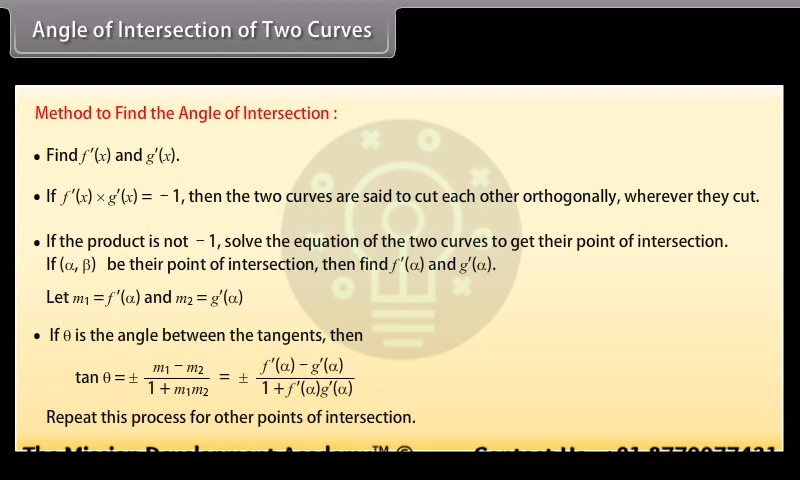 Angle of Intersection of Two Curves
Method to Find the Angle of Intersection :
• Find f′(x) and g′(x).
• If f′(x) × g′(x) = − 1, then the two curves are said to cut each other orthogonally, wherever they cut.
• If the product is not − 1, solve the equation of the two curves to get their point of intersection.
If (α, β) be their point of intersection, then find f′(α) and g′(α).
Let m₁ = f′(α) and m₂ = g′(α)
• If θ is the angle between the tangents, then
tan θ = ± (m₁ − m₂)/(1 + m₁m₂) = ± (f′(α) − g′(α))/(1 + f′(α)g′(α))
Repeat this process for other points of intersection.
The Mission Development Academy™ ©